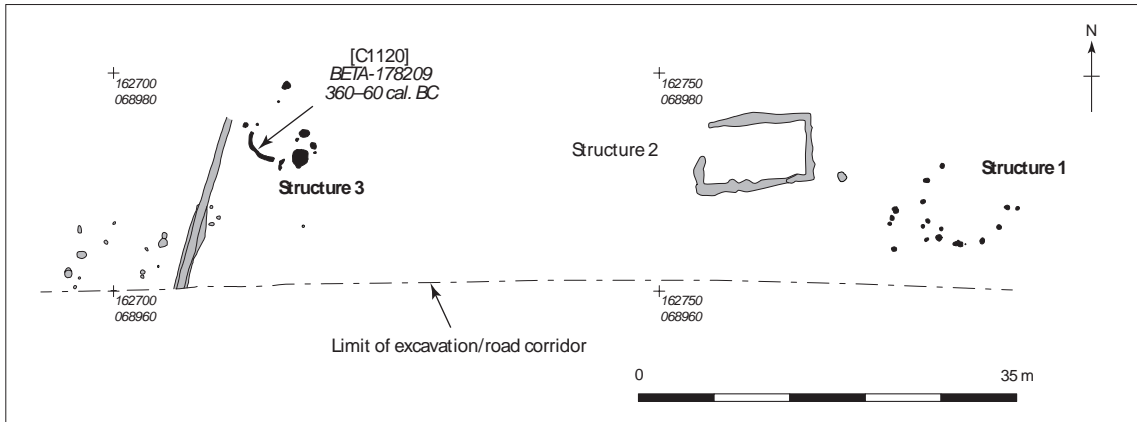 [C1120]
BETA-178209
360–60 cal. BC
162700
068980
162750
068980
N
Structure 3
Structure 2
Structure 1
162700
068960
162750
068960
Limit of excavation/road corridor
0 35 m